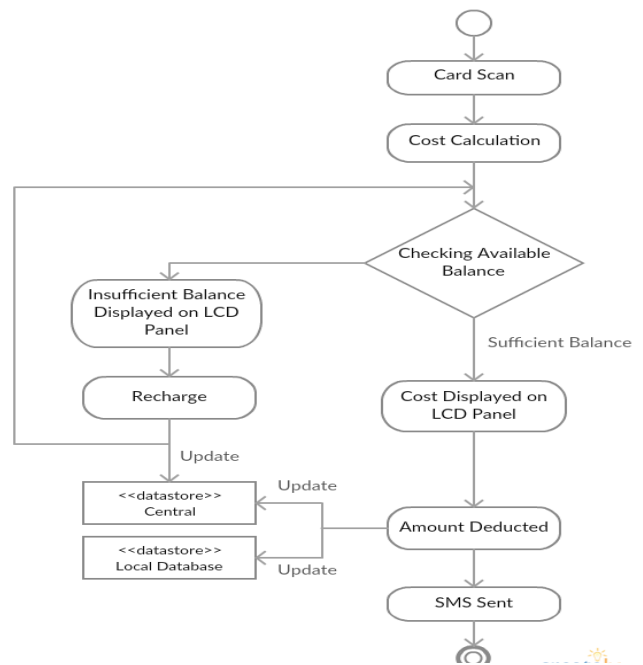 Card Scan
Cost Calculation
Checking Available
Balance
Insufficient Balance
Displayed on LCD
Panel
Sufficient Balance
Recharge
Cost Displayed on
LCD Panel
Update
<<datastore>>
Central
Update
Amount Deducted
<<datastore>>
Local Database
Update
SMS Sent